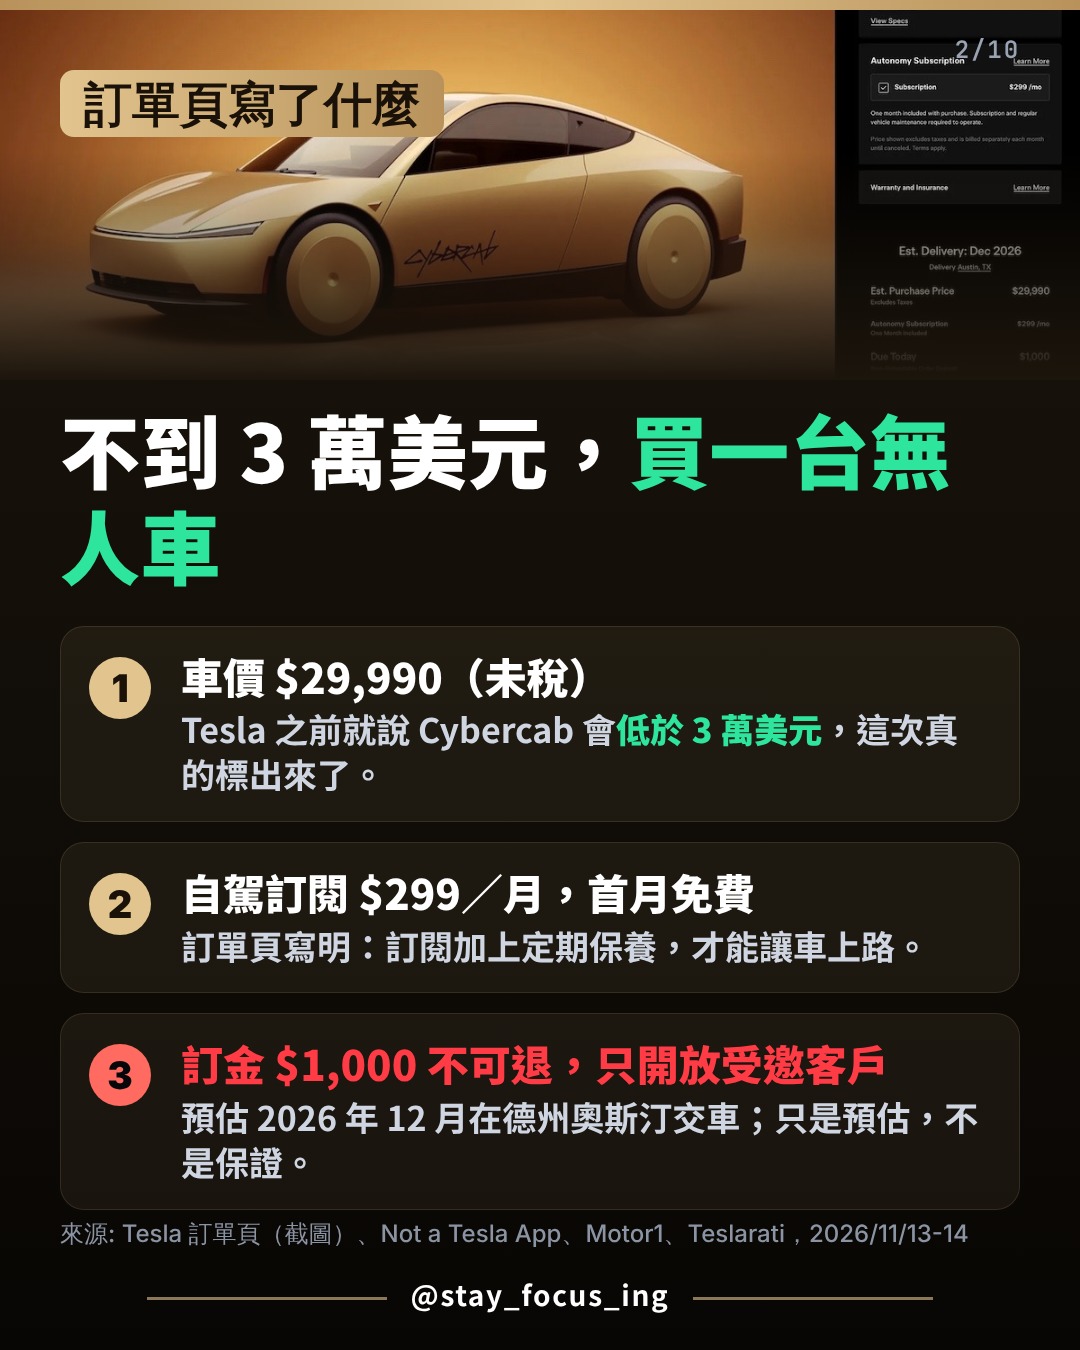 View Specs
2/10
Autonomy Subscription
Learn More
Subscription
$299 /mo
One month included with purchase. Subscription and regular
vehicle maintenance required to operate.
Price shown excludes taxes and is billed separately each month
until canceled. Terms apply.
Warranty and Insurance
Learn More
Est. Delivery: Dec 2026
Delivery Austin, TX
Est. Purchase Price
$29,990
Excludes Taxes
Autonomy Subscription
$299 /mo
One Month Included
Due Today
$1,000
訂單頁寫了什麼
CYBERCAB
不到 3 萬美元，買一台無
人車
1
車價 $29,990（未稅）
Tesla 之前就說 Cybercab 會低於 3 萬美元，這次真
的標出來了。
2
自駕訂閱 $299／月，首月免費
訂單頁寫明：訂閱加上定期保養，才能讓車上路。
3
訂金 $1,000 不可退，只開放受邀客戶
預估 2026 年 12 月在德州奧斯汀交車；只是預估，不
是保證。
來源: Tesla 訂單頁（截圖）、Not a Tesla App、Motor1、Teslarati，2026/11/13-14
@stay_focus_ing